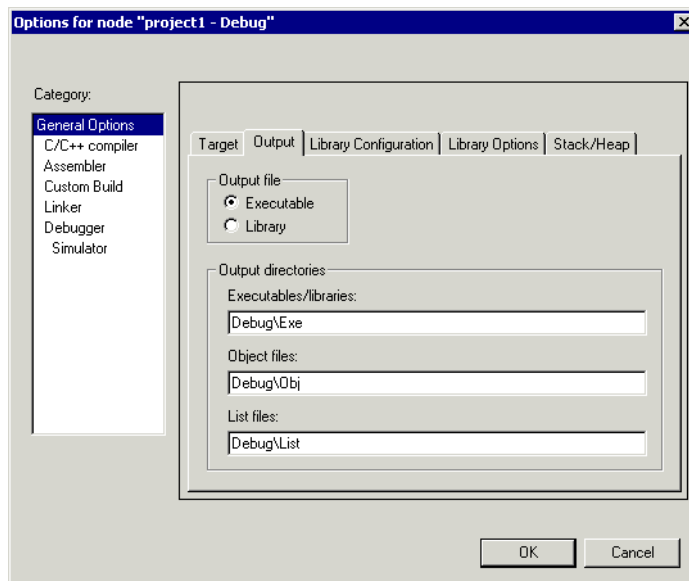 Options for node "project1 - Debug"
Category:
General Options
C/C++ compiler
Assembler
Custom Build
Linker
Debugger
Simulator
Target Output Library Configuration Library Options Stack/Heap
Output file
Executable
Library
Output directories
Executables/libraries:
Debug\Exe
Object files:
Debug\Obj
List files:
Debug\List
OK Cancel